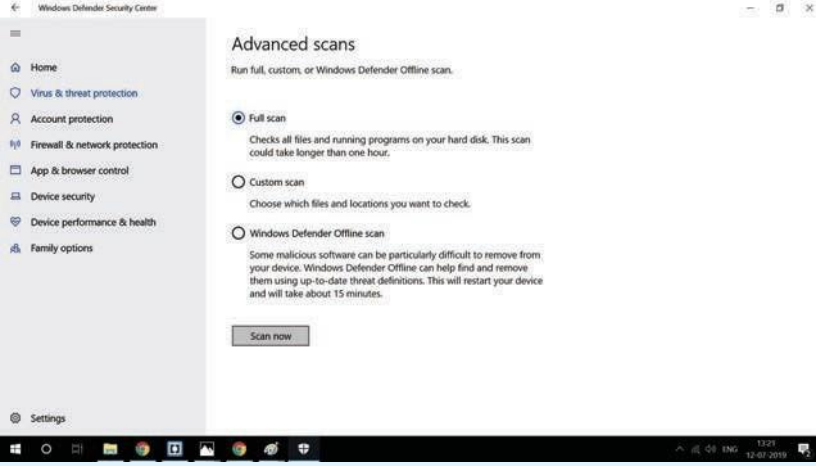 Windows Defender Security Center
Home
Virus & threat protection
Account protection
Firewall & network protection
App & browser control
Device security
Device performance & health
Family options
Settings
Advanced scans
Run full, custom, or Windows Defender Offline scan.
Full scan
Checks all files and running programs on your hard disk. This scan
could take longer than one hour.
Custom scan
Choose which files and locations you want to check.
Windows Defender Offline scan
Some malicious software can be particularly difficult to remove from
your device. Windows Defender Offline can help find and remove
them using up-to-date threat definitions. This will restart your device
and will take about 15 minutes.
Scan now
ENG
13:21
12-07-2019